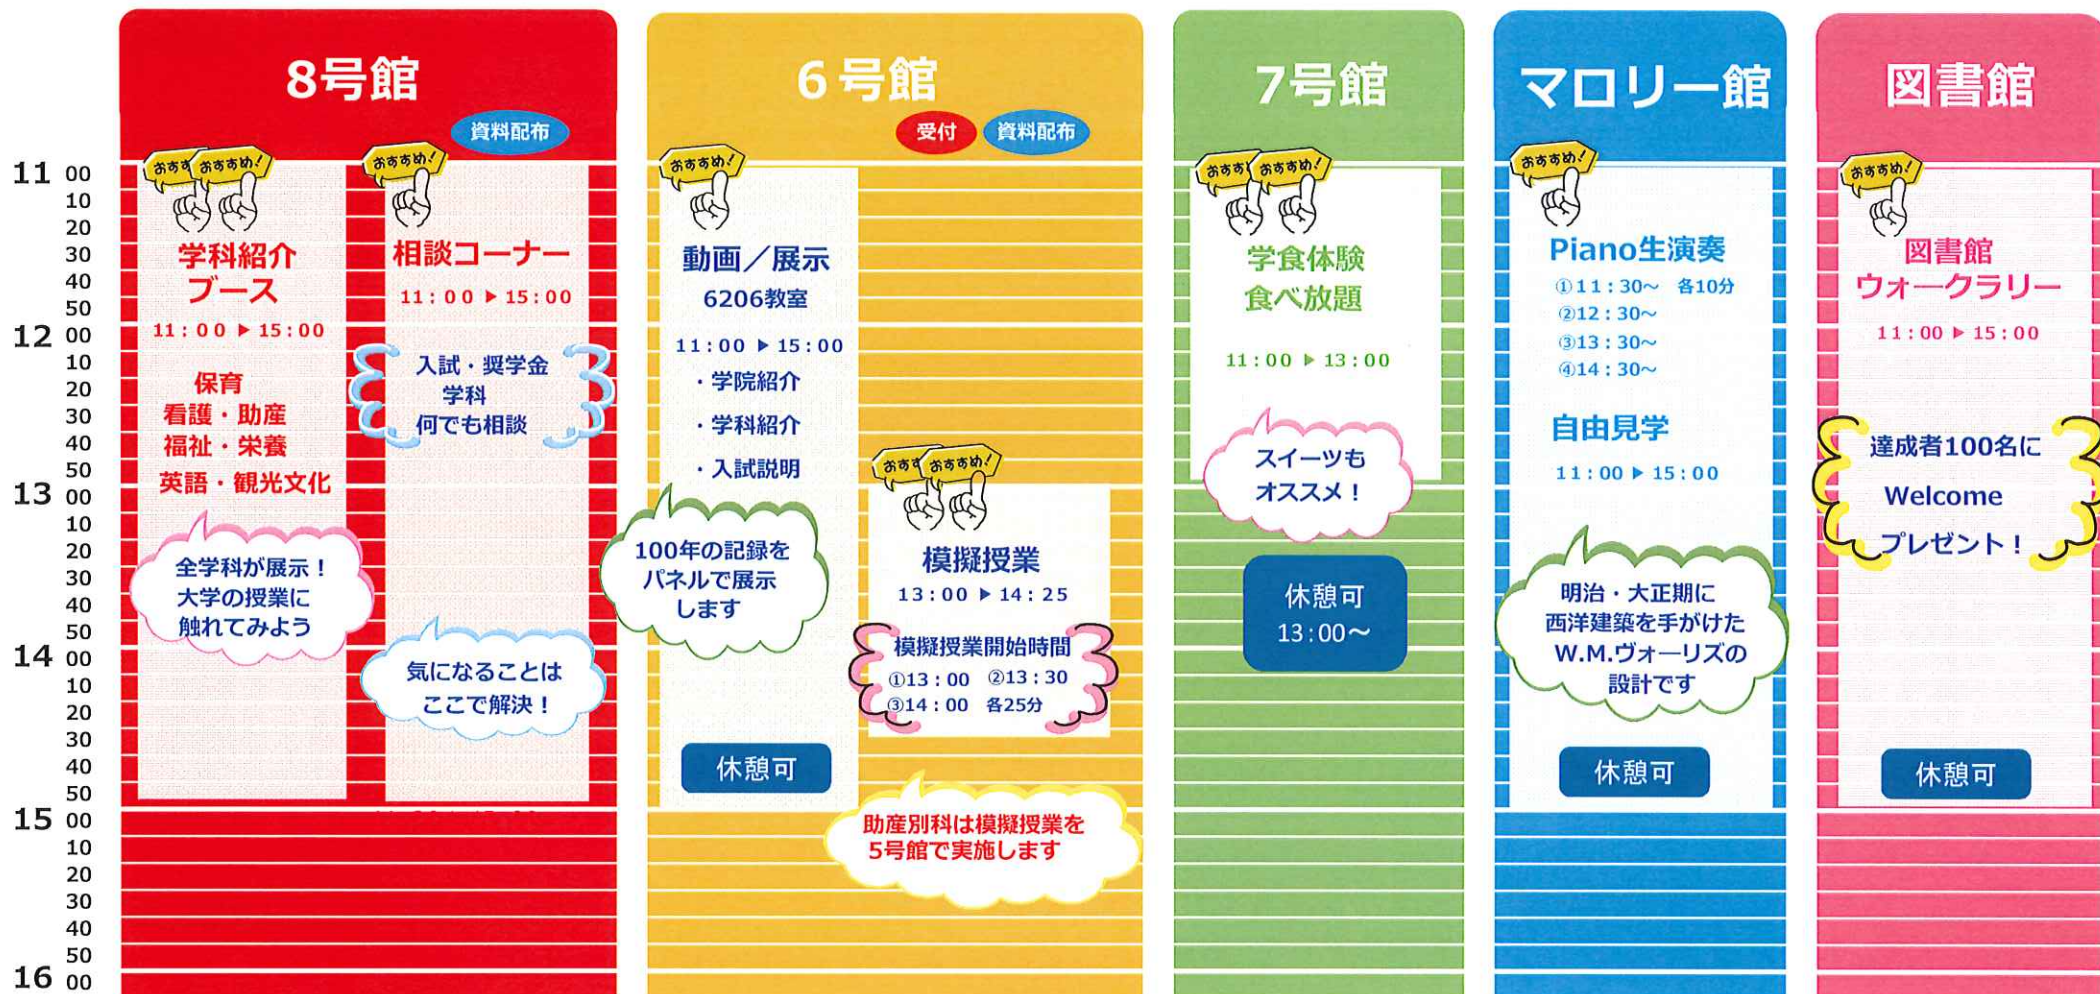 8号館
資料配布
6号館
受付
資料配布
7号館
マロリー館
図書館
11 00
10
20
30
40
50
12 00
10
20
30
40
50
13 00
10
20
30
40
50
14 00
10
20
30
40
50
15 00
10
20
30
40
50
16 00
おすす
おすすめ!
学科紹介
ブース
11:00 ▶ 15:00
保育
看護・助産
福祉・栄養
英語・観光文化
全学科が展示！
大学の授業に
触れてみよう
おすすめ!
相談コーナー
11:00 ▶ 15:00
入試・奨学金
学科
何でも相談
気になることは
ここで解決！
おすすめ!
動画／展示
6206教室
11:00 ▶ 15:00
・学院紹介
・学科紹介
・入試説明
100年の記録を
パネルで展示
します
休憩可
おすす
おすすめ!
模擬授業
13:00 ▶ 14:25
模擬授業開始時間
①13：00 ②13：30
③14：00 各25分
助産別科は模擬授業を
5号館で実施します
おすす
おすすめ!
学食体験
食べ放題
11:00 ▶ 13:00
スイーツも
オススメ！
休憩可
13:00～
おすすめ!
Piano生演奏
①11：30～ 各10分
②12：30～
③13：30～
④14：30～
自由見学
11:00 ▶ 15:00
明治・大正期に
西洋建築を手がけた
W.M.ヴォーリズの
設計です
休憩可
おすすめ!
図書館
ウォークラリー
11:00 ▶ 15:00
達成者100名に
Welcome
プレゼント！
休憩可